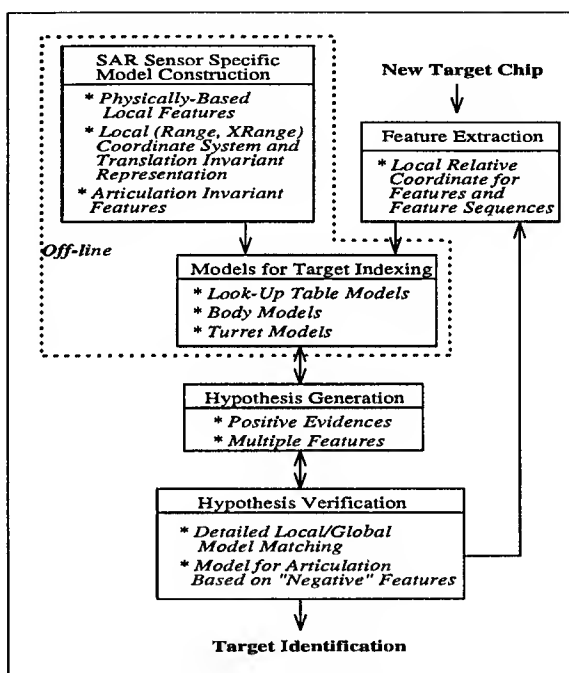 SAR Sensor Specific
Model Construction
* Physically-Based
Local Features
* Local (Range, XRange)
Coordinate System and
Translation Invariant
Representation
* Articulation Invariant
Features
New Target Chip
Feature Extraction
* Local Relative
Coordinate for
Features and
Feature Sequences
Off-line
Models for Target Indexing
* Look-Up Table Models
* Body Models
* Turret Models
Hypothesis Generation
* Positive Evidences
* Multiple Features
Hypothesis Verification
* Detailed Local/Global
Model Matching
* Model for Articulation
Based on "Negative" Features
Target Identification